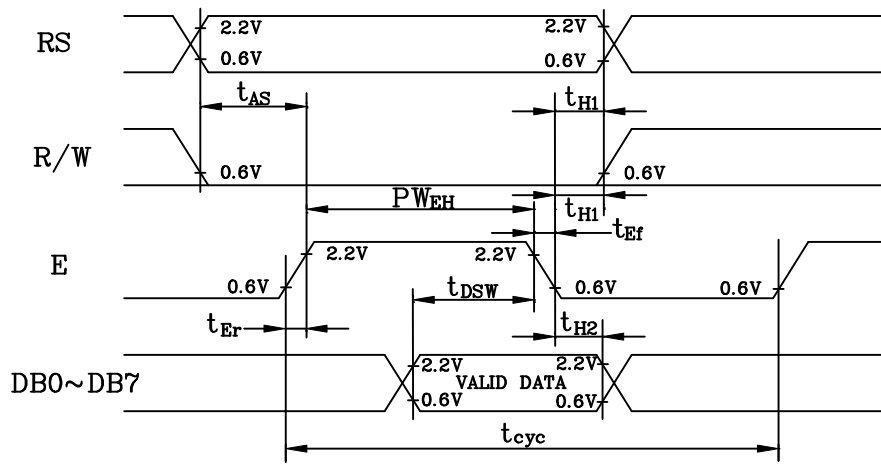 RS
2.2V
0.6V
2.2V
0.6V
tAS
tH1
R/W
0.6V
0.6V
PWEH
tH1
tEf
E
2.2V
2.2V
0.6V
0.6V
0.6V
tDSW
tEr
tH2
DB0~DB7
2.2V
VALID DATA
2.2V
0.6V
0.6V
tcyc